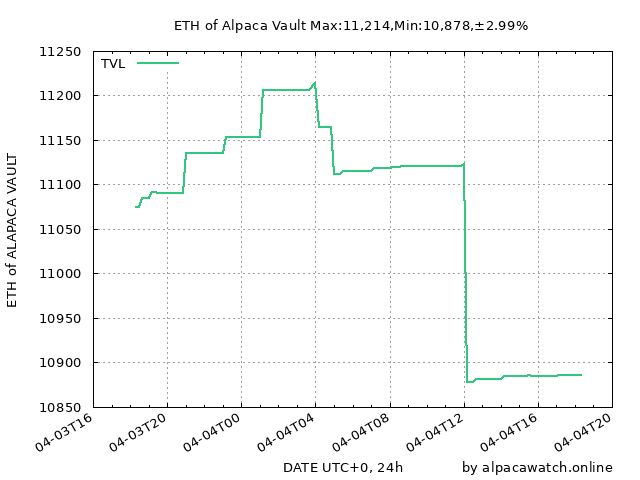 ETH of Alpaca Vault Max:11,214,Min:10,878,±2.99%
TVL
11250
11200
11150
11100
11050
11000
10950
10900
10850
ETH of ALAPACA VAULT
04-03T16
04-03T20
04-04T00
04-04T04
04-04T08
04-04T12
04-04T16
04-04T20
DATE UTC+0, 24h
by alpacawatch.online